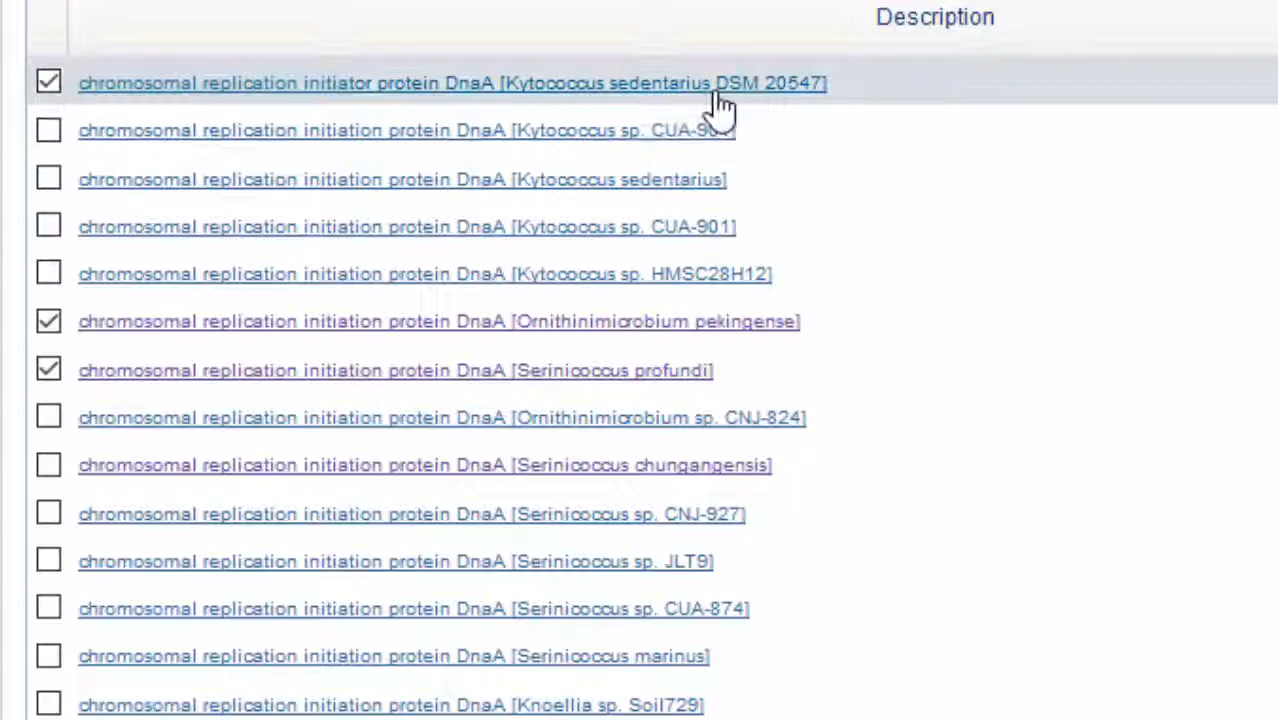 Description
chromosomal replication initiator protein DnaA [Kytococcus sedentarius DSM 20547]
chromosomal replication initiation protein DnaA [Kytococcus sp.
chromosomal replication initiation protein DnaA [Kytococcus sedentarius]
chromosomal replication initiation protein DnaA [Kytococcus sp. CUA-901]
chromosomal replication initiation protein DnaA [Kytococcus sp. HMSC28H12]
chromosomal replication initiation protein DnaA [Ornithinimicrobium pekingense]
chromosomal replication initiation protein DnaA [Serinicoccus profundi]
chromosomal replication initiation protein DnaA [Ornithinimicrobium sp. CNJ-824]
chromosomal replication initiation protein DnaA [Serinicoccus chungangensis]
chromosomal replication initiation protein DnaA [Serinicoccus sp. CNJ-927]
chromosomal replication initiation protein DnaA [Serinicoccus sp. JLT9]
chromosomal replication initiation protein DnaA [Serinicoccus sp. CUA-874]
chromosomal replication initiation protein DnaA [Serinicoccus marinus]
chromosomal replication initiation protein DnaA [Knoellia sp. Soil729]